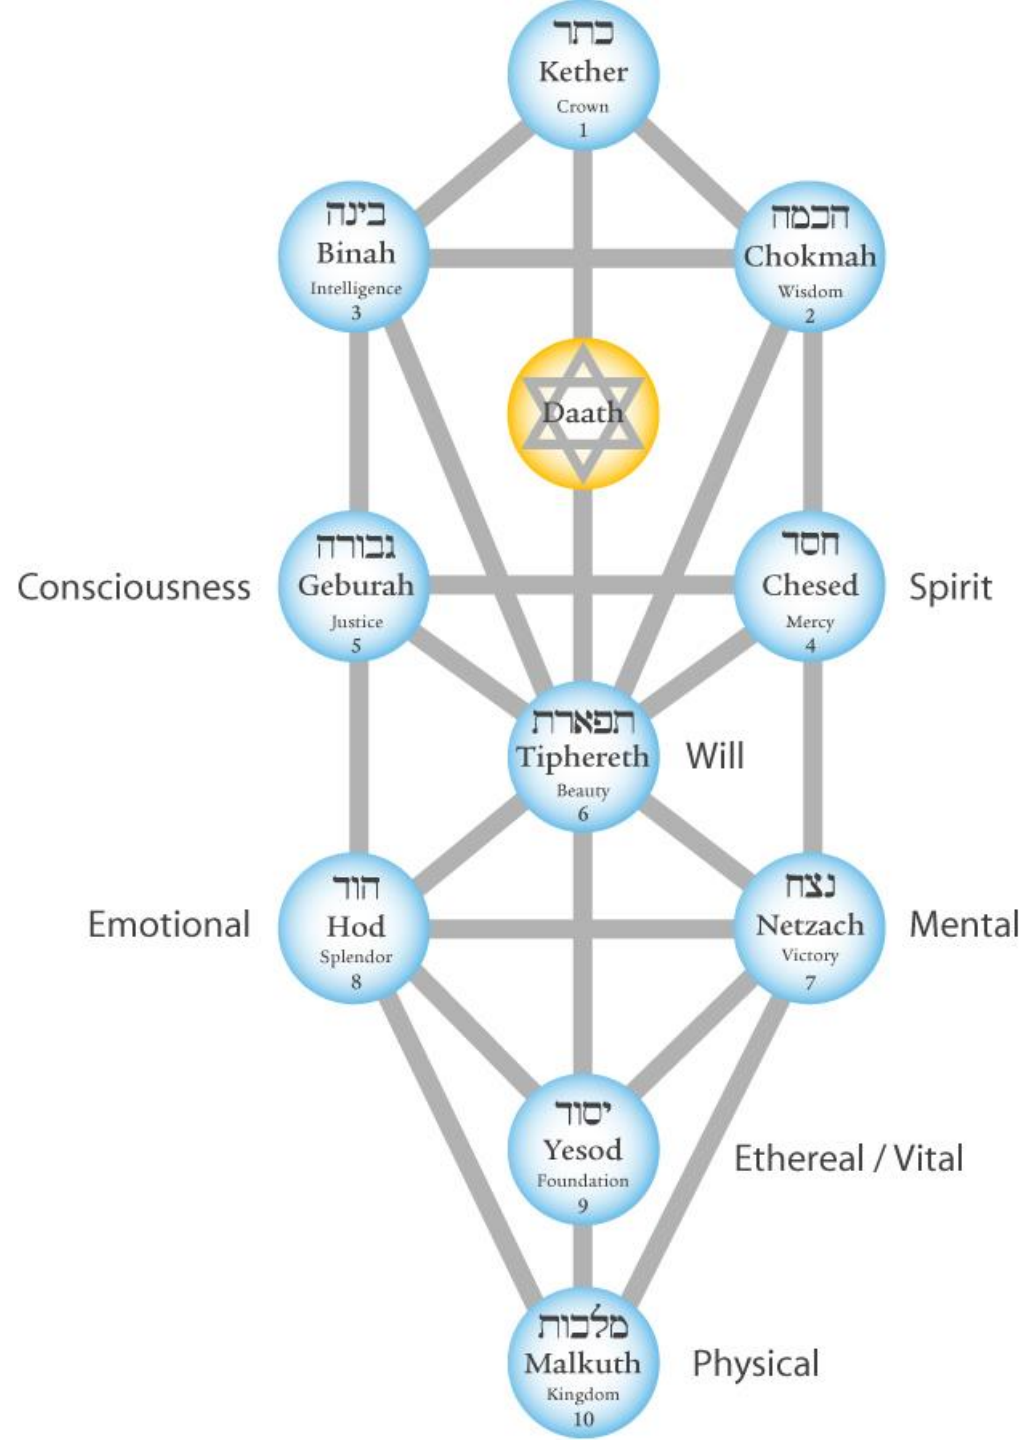 כתר
Kether
Crown
1
בינה
Binah
Intelligence
3
הכמה
Chokmah
Wisdom
2
Daath
Consciousness
גבורה
Geburah
Justice
5
חסד
Chesed
Mercy
4
Spirit
תפארת
Tiphereth
Beauty
6
Will
Emotional
הוד
Hod
Splendor
8
נצח
Netzach
Victory
7
Mental
יסוד
Yesod
Foundation
9
Ethereal / Vital
מלכות
Malkuth
Kingdom
10
Physical